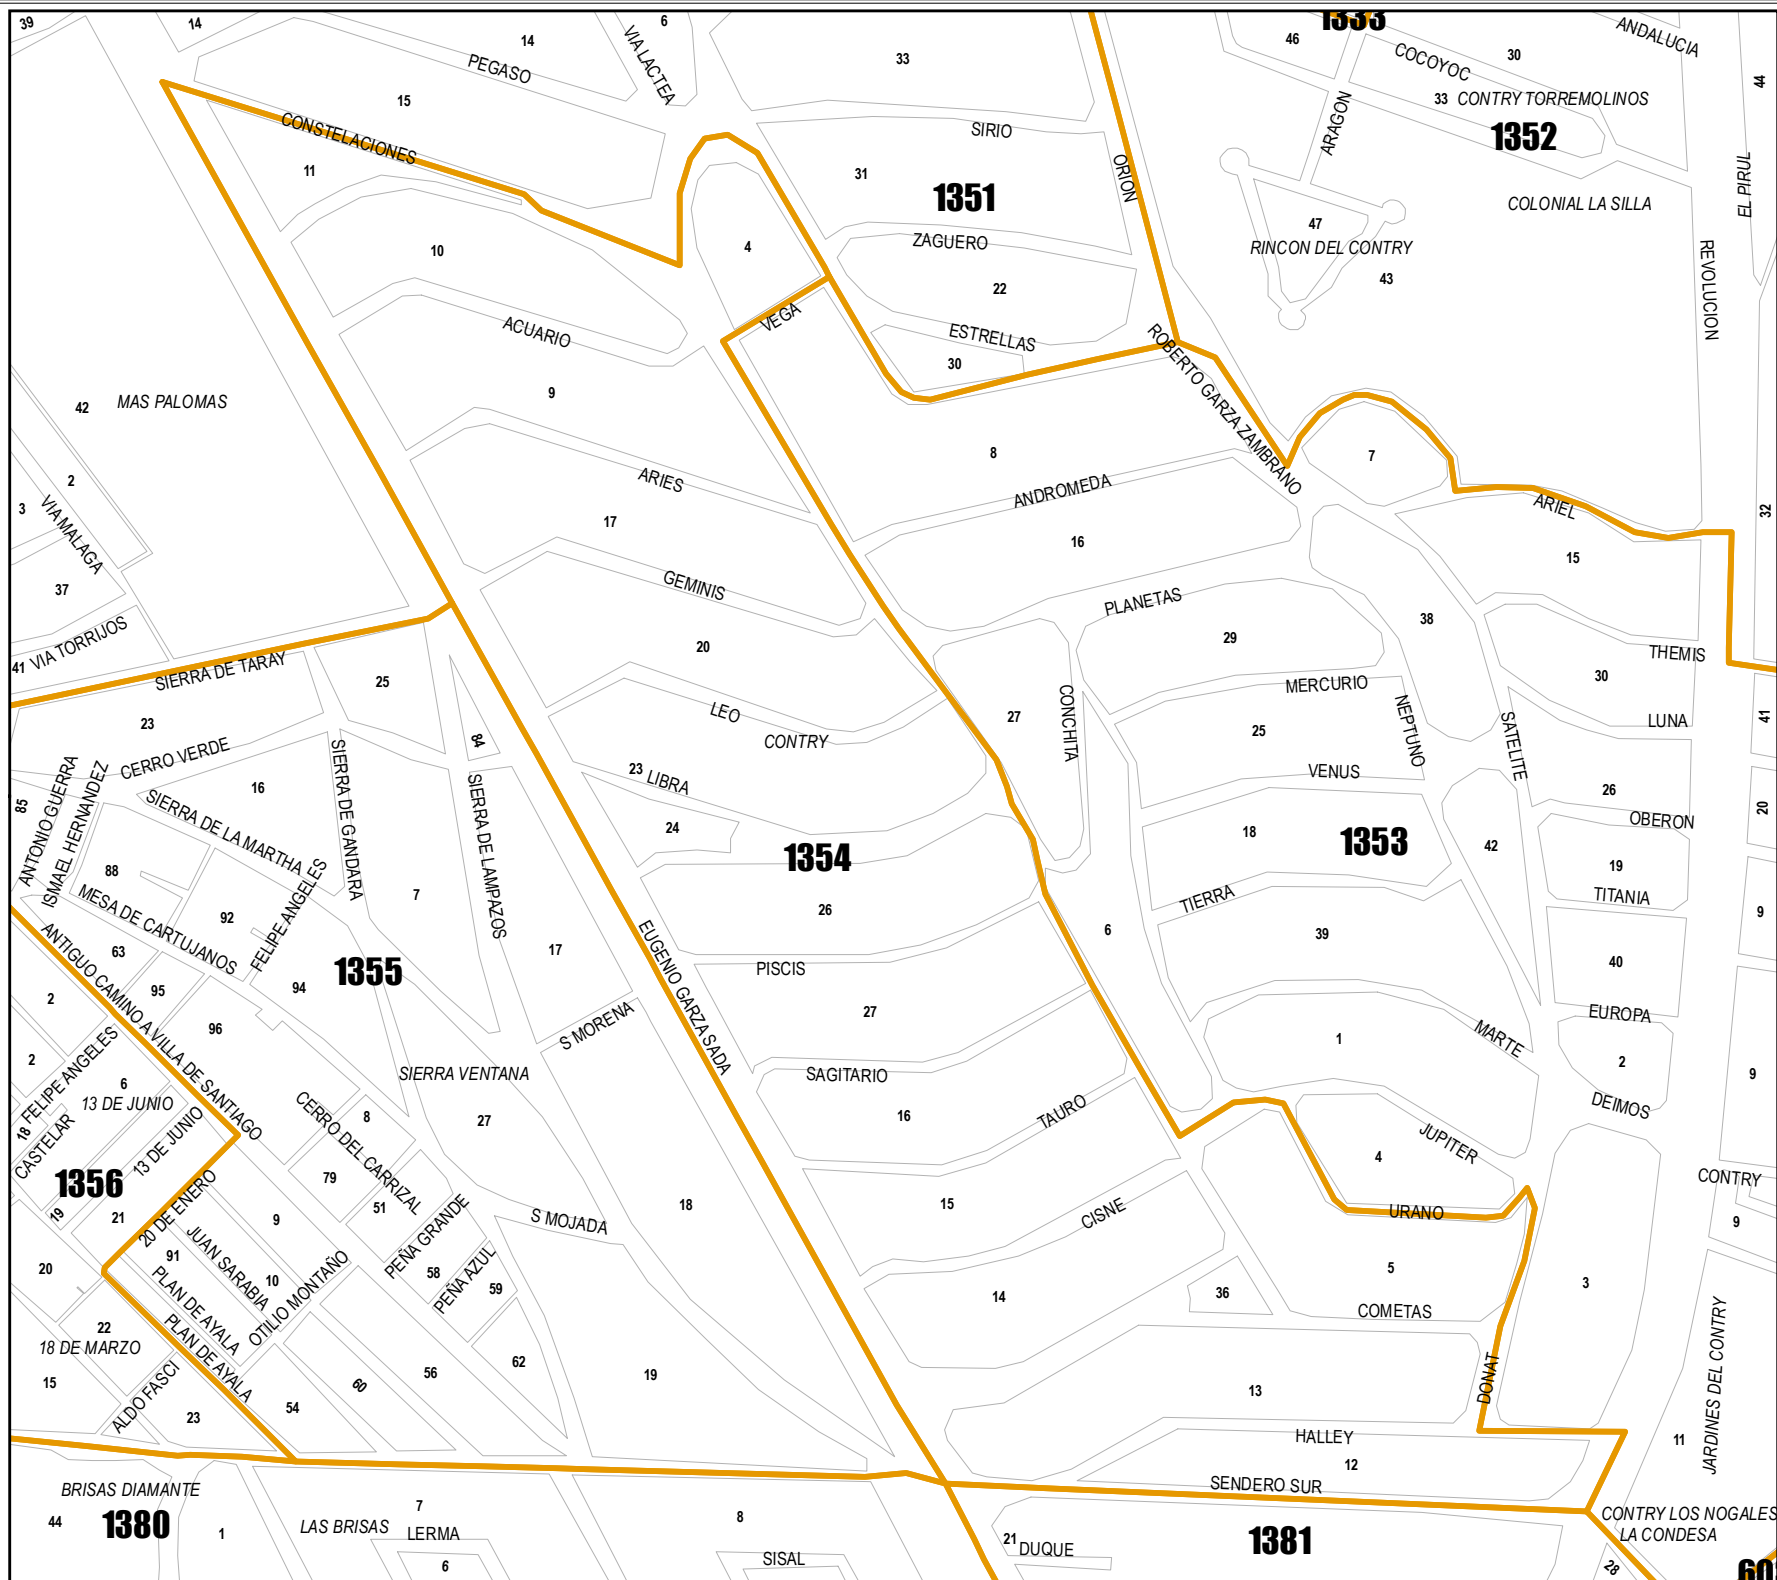 39
14
14
6
VIA LACTEA
33
1333
46
30
ANDALUCIA
44
PEGASO
COCOYOC
15
33 CONTRY TORREMOLINOS
CONSTELACIONES
SIRIO
ARAGON
1352
11
31
ORION
1351
COLONIAL LA SILLA
EL PIRUL
10
4
ZAGUERO
47
RINCON DEL CONTRY
43
REVOLUCION
22
VEGA
ACUARIO
ESTRELLAS
30
ROBERTO GARZA ZAMBRANO
42
MAS PALOMAS
9
8
7
2
ARIES
ANDROMEDA
3
VIA MALAGA
17
16
ARIEL
32
15
37
GEMINIS
PLANETAS
38
VIA TORRIJOS
41
29
20
THEMIS
SIERRA DE TARAY
25
MERCURIO
30
23
LEO
27
CONCHITA
NEPTUNO
SATELITE
LUNA
41
CONTRY
25
84
CERRO VERDE
23 LIBRA
VENUS
ANTONIO GUERRA
ISMAEL HERNANDEZ
16
SIERRA DE GANDARA
SIERRA DE LAMPAZOS
26
85
SIERRA DE LA MARTHA
24
18
1353
OBERON
20
1354
42
88
19
FELIPE ANGELES
7
TITANIA
MESA DE CARTUJANOS
92
26
TIERRA
9
6
39
ANTIGUO CAMINO A VILLA DE SANTIAGO
63
1355
17
EUGENIO GARZA SADA
PISCIS
40
2
95
94
27
EUROPA
96
S MORENA
1
MARTE
2
FELIPE ANGELES
2
SAGITARIO
SIERRA VENTANA
9
6
13 DE JUNIO
CERRO DEL CARRIZAL
8
27
16
TAURO
DEIMOS
18
CASTELAR
13 DE JUNIO
JUPITER
1356
79
4
CONTRY
19
21
20 DE ENERO
51
PEÑA GRANDE
18
15
CISNE
URANO
9
9
S MOJADA
JUAN SARABIA
91
20
PLAN DE AYALA
10
OTILIO MONTAÑO
58
PEÑA AZUL
59
5
3
36
14
COMETAS
22
PLAN DE AYALA
18 DE MARZO
62
JARDINES DEL CONTRY
15
ALDO FASCI
60
56
19
13
DONAT
54
23
HALLEY
11
12
BRISAS DIAMANTE
SENDERO SUR
44
1380
1
7
LAS BRISAS
LERMA
8
CONTRY LOS NOGALES
LA CONDESA
6
SISAL
21
DUQUE
1381
28